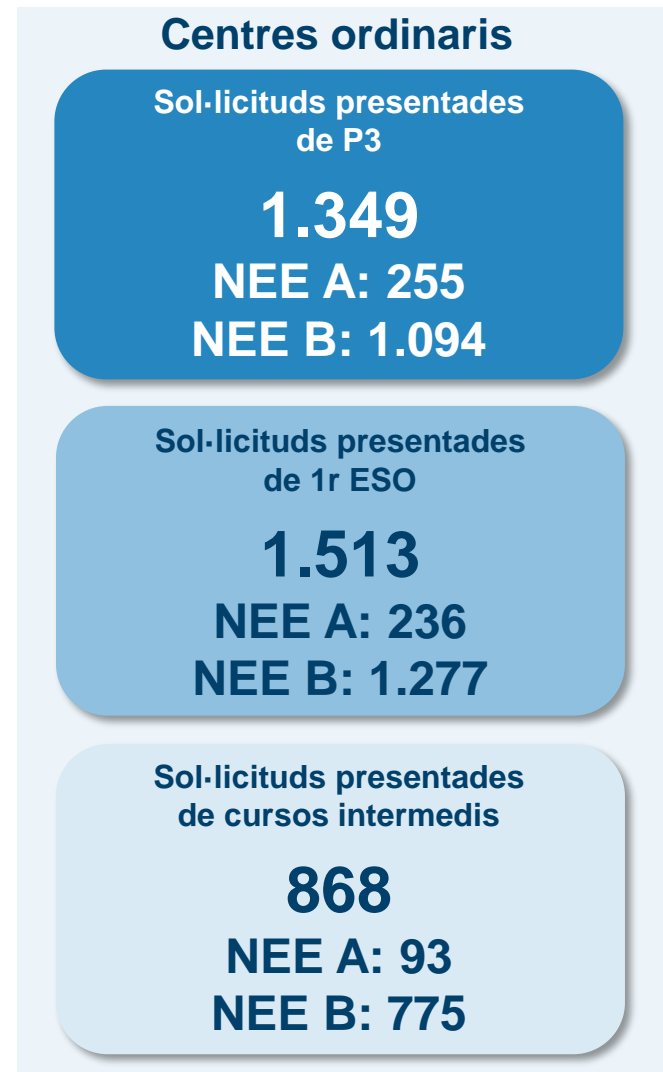 Centres ordinaris
Sol·licituds presentades
de P3
1.349
NEE A: 255
NEE B: 1.094
Sol·licituds presentades
de 1r ESO
1.513
NEE A: 236
NEE B: 1.277
Sol·licituds presentades
de cursos intermedis
868
NEE A: 93
NEE B: 775